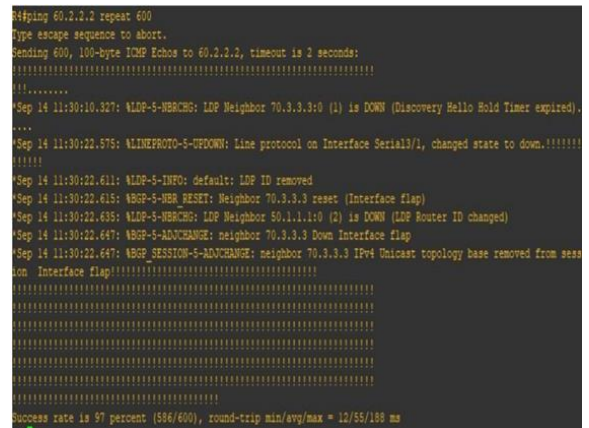 R4#ping 60.2.2.2 repeat 600
Type escape sequence to abort.
Sending 600, 100-byte ICMP Echos to 60.2.2.2, timeout is 2 seconds:
!!!!!!!!!!!!!!!!!!!!!!!!!!!!!!!!!!!!!!!!!!!!!!!!!!!!!!!!!!!!!!!!!!!!!!
!!!........
*Sep 14 11:30:10.327: %LDP-5-NBRCHG: LDP Neighbor 70.3.3.3:0 (1) is DOWN (Discovery Hello Hold Timer expired).
....
*Sep 14 11:30:22.575: %LINEPROTO-5-UPDOWN: Line protocol on Interface Serial3/1, changed state to down.!!!!!!!
!!!!!!
*Sep 14 11:30:22.611: %LDP-5-INFO: default: LDP ID removed
*Sep 14 11:30:22.615: %BGP-5-NBR_RESET: Neighbor 70.3.3.3 reset (Interface flap)
*Sep 14 11:30:22.635: %LDP-5-NBRCHG: LDP Neighbor 50.1.1.1:0 (2) is DOWN (LDP Router ID changed)
*Sep 14 11:30:22.647: %BGP-5-ADJCHANGE: neighbor 70.3.3.3 Down Interface flap
*Sep 14 11:30:22.647: %BGP_SESSION-5-ADJCHANGE: neighbor 70.3.3.3 IPv4 Unicast topology base removed from sess
ion  Interface flap!!!!!!!!!!!!!!!!!!!!!!!!!!!!!!!!!!!!!!!
!!!!!!!!!!!!!!!!!!!!!!!!!!!!!!!!!!!!!!!!!!!!!!!!!!!!!!!!!!!!!!!!!!!!!!
!!!!!!!!!!!!!!!!!!!!!!!!!!!!!!!!!!!!!!!!!!!!!!!!!!!!!!!!!!!!!!!!!!!!!!
!!!!!!!!!!!!!!!!!!!!!!!!!!!!!!!!!!!!!!!!!!!!!!!!!!!!!!!!!!!!!!!!!!!!!!
!!!!!!!!!!!!!!!!!!!!!!!!!!!!!!!!!!!!!!!!!!!!!!!!!!!!!!!!!!!!!!!!!!!!!!
!!!!!!!!!!!!!!!!!!!!!!!!!!!!!!!!!!!!!!!!!!!!!!!!!!!!!!!!!!!!!!!!!!!!!!
!!!!!!!!!!!!!!!!!!!!!!!!!!!!!!!!!!!!!!!!!!!!!!!!!!!!!!!!!!!!!!!!!!!!!!
!!!!!!!!!!!!!!!!!!!!!!!!!!!!!!!!!!!!!!!!
Success rate is 97 percent (586/600), round-trip min/avg/max = 12/55/188 ms